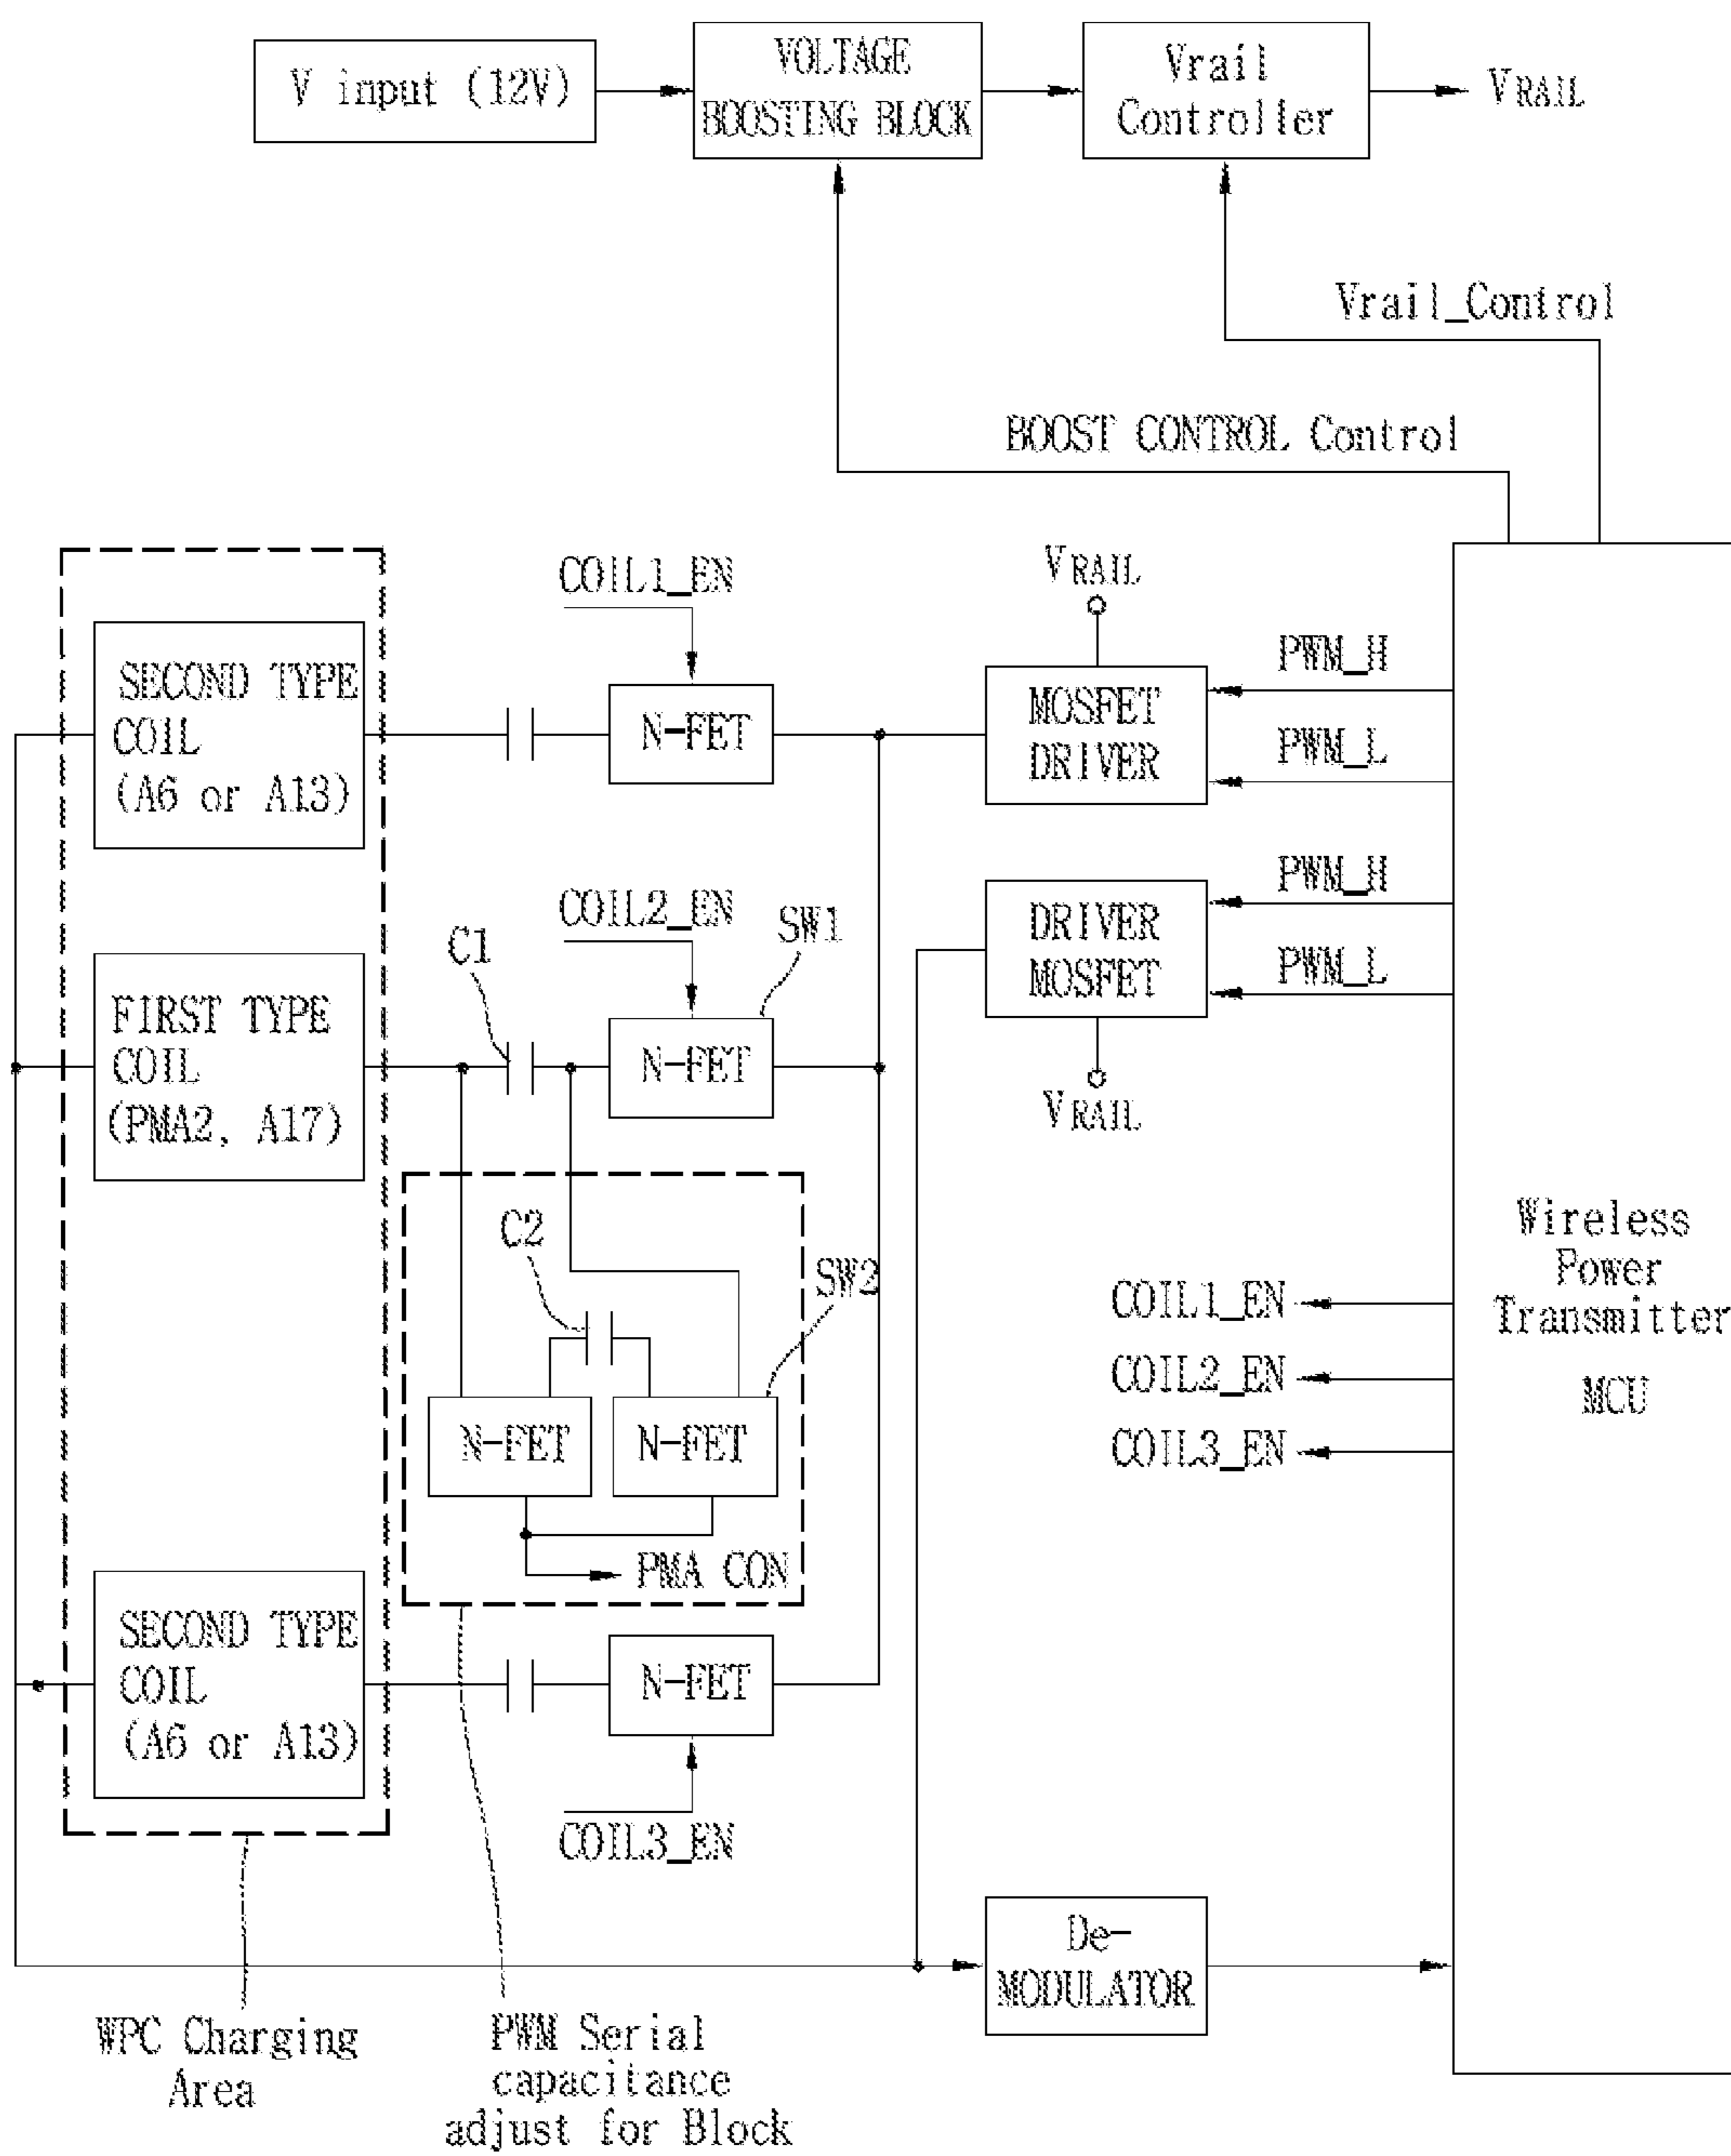 V input (12V)
VOLTAGE
BOOSTING BLOCK
Vrail
Controller
VRAIL
Vrail_Control
BOOST CONTROL Control
COIL1_EN
VRAIL
SECOND TYPE
COIL
(A6 or A13)
N-FET
MOSFET
DRIVER
PWM_H
PWM_L
COIL2_EN
SW1
C1
FIRST TYPE
COIL
(PMA2, A17)
N-FET
DRIVER
MOSFET
PWM_H
PWM_L
VRAIL
C2
SW2
N-FET
N-FET
PMA CON
COIL1_EN
COIL2_EN
COIL3_EN
Wireless
Power
Transmitter
MCU
SECOND TYPE
COIL
(A6 or A13)
N-FET
COIL3_EN
De-
MODULATOR
WPC Charging
Area
PWM Serial
capacitance
adjust for Block